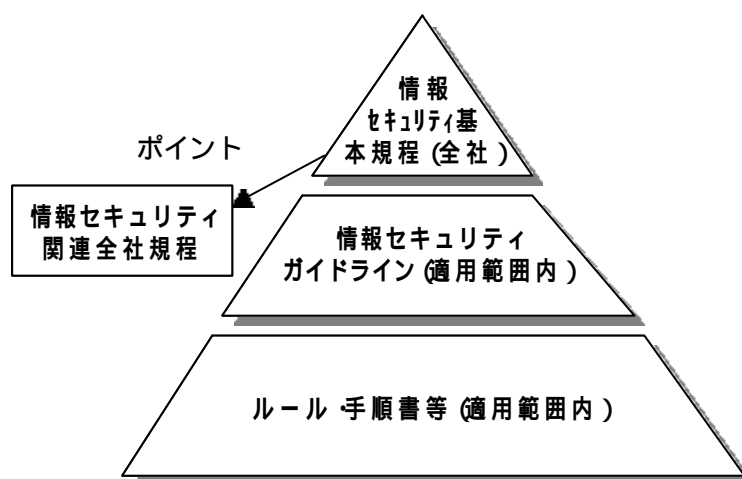 情報
セキュリティ基
本規程(全社)
ポイント
情報セキュリティ
関連全社規程
情報セキュリティ
ガイドライン(適用範囲内)
ルール・手順書等(適用範囲内)